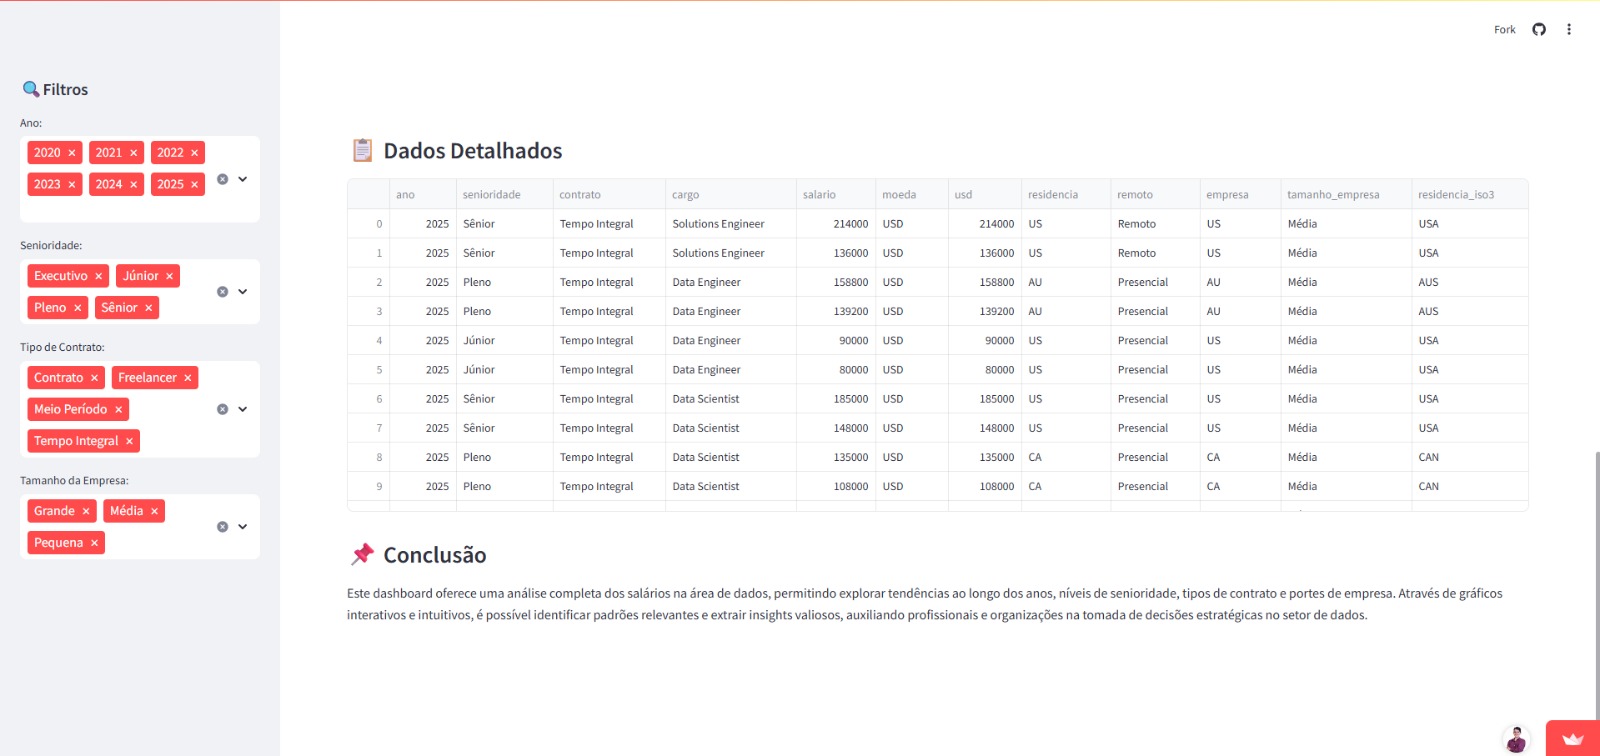 Fork
Filtros
Ano:
2020 × 2021 × 2022 ×
2023 × 2024 × 2025 ×
Senioridade:
Executivo × Júnior ×
Pleno × Sênior ×
Tipo de Contrato:
Contrato × Freelancer ×
Meio Período ×
Tempo Integral ×
Tamanho da Empresa:
Grande × Média ×
Pequena ×
Dados Detalhados
ano senioridade contrato cargo salario moeda usd residencia remoto empresa tamanho_empresa residencia_iso3
0 2025 Sênior Tempo Integral Solutions Engineer 214000 USD 214000 US Remoto US Média USA
1 2025 Sênior Tempo Integral Solutions Engineer 136000 USD 136000 US Remoto US Média USA
2 2025 Pleno Tempo Integral Data Engineer 158800 USD 158800 AU Presencial AU Média AUS
3 2025 Pleno Tempo Integral Data Engineer 139200 USD 139200 AU Presencial AU Média AUS
4 2025 Júnior Tempo Integral Data Engineer 90000 USD 90000 US Presencial US Média USA
5 2025 Júnior Tempo Integral Data Engineer 80000 USD 80000 US Presencial US Média USA
6 2025 Sênior Tempo Integral Data Scientist 185000 USD 185000 US Presencial US Média USA
7 2025 Sênior Tempo Integral Data Scientist 148000 USD 148000 US Presencial US Média USA
8 2025 Pleno Tempo Integral Data Scientist 135000 USD 135000 CA Presencial CA Média CAN
9 2025 Pleno Tempo Integral Data Scientist 108000 USD 108000 CA Presencial CA Média CAN
Conclusão
Este dashboard oferece uma análise completa dos salários na área de dados, permitindo explorar tendências ao longo dos anos, níveis de senioridade, tipos de contrato e portes de empresa. Através de gráficos
interativos e intuitivos, é possível identificar padrões relevantes e extrair insights valiosos, auxiliando profissionais e organizações na tomada de decisões estratégicas no setor de dados.